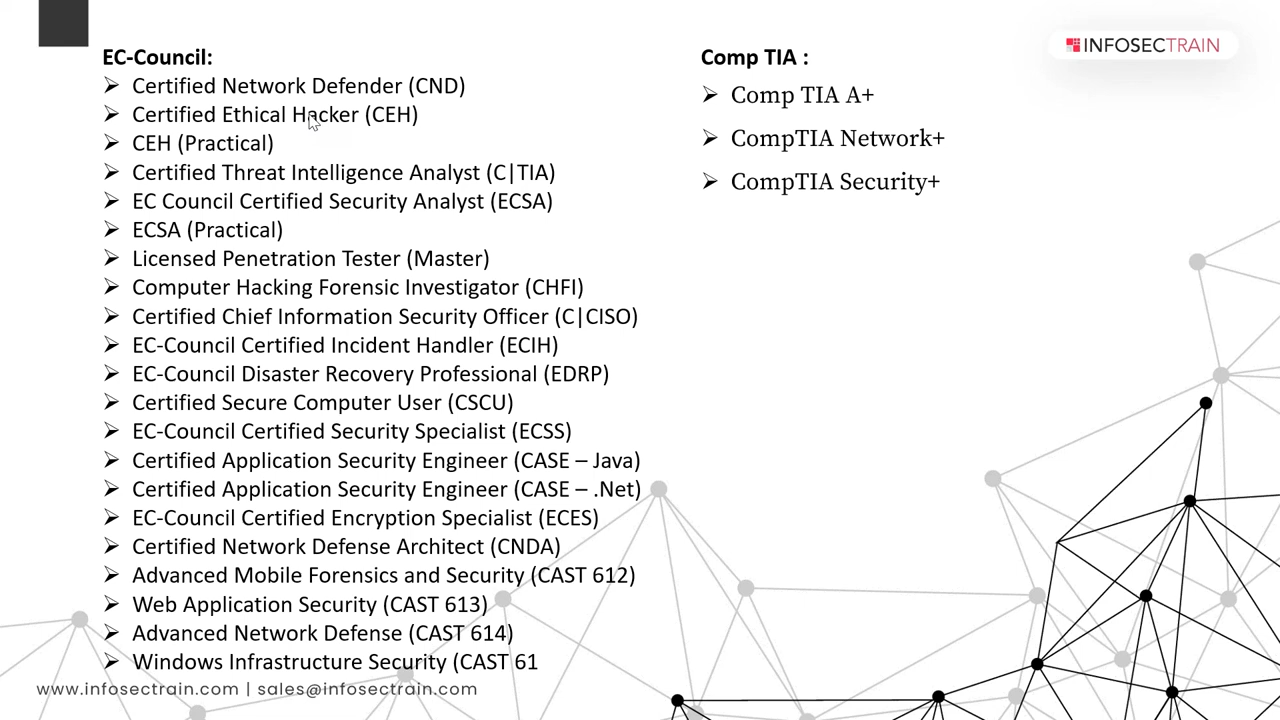 INFOSECTRAIN
EC-Council:
Certified Network Defender (CND)
Certified Ethical Hacker (CEH)
CEH (Practical)
Certified Threat Intelligence Analyst (C|TIA)
EC Council Certified Security Analyst (ECSA)
ECSA (Practical)
Licensed Penetration Tester (Master)
Computer Hacking Forensic Investigator (CHFI)
Certified Chief Information Security Officer (C|CISO)
EC-Council Certified Incident Handler (ECIH)
EC-Council Disaster Recovery Professional (EDRP)
Certified Secure Computer User (CSCU)
EC-Council Certified Security Specialist (ECSS)
Certified Application Security Engineer (CASE – Java)
Certified Application Security Engineer (CASE – .Net)
EC-Council Certified Encryption Specialist (ECES)
Certified Network Defense Architect (CNDA)
Advanced Mobile Forensics and Security (CAST 612)
Web Application Security (CAST 613)
Advanced Network Defense (CAST 614)
Windows Infrastructure Security (CAST 61
Comp TIA :
Comp TIA A+
CompTIA Network+
CompTIA Security+
www.infosectrain.com | sales@infosectrain.com